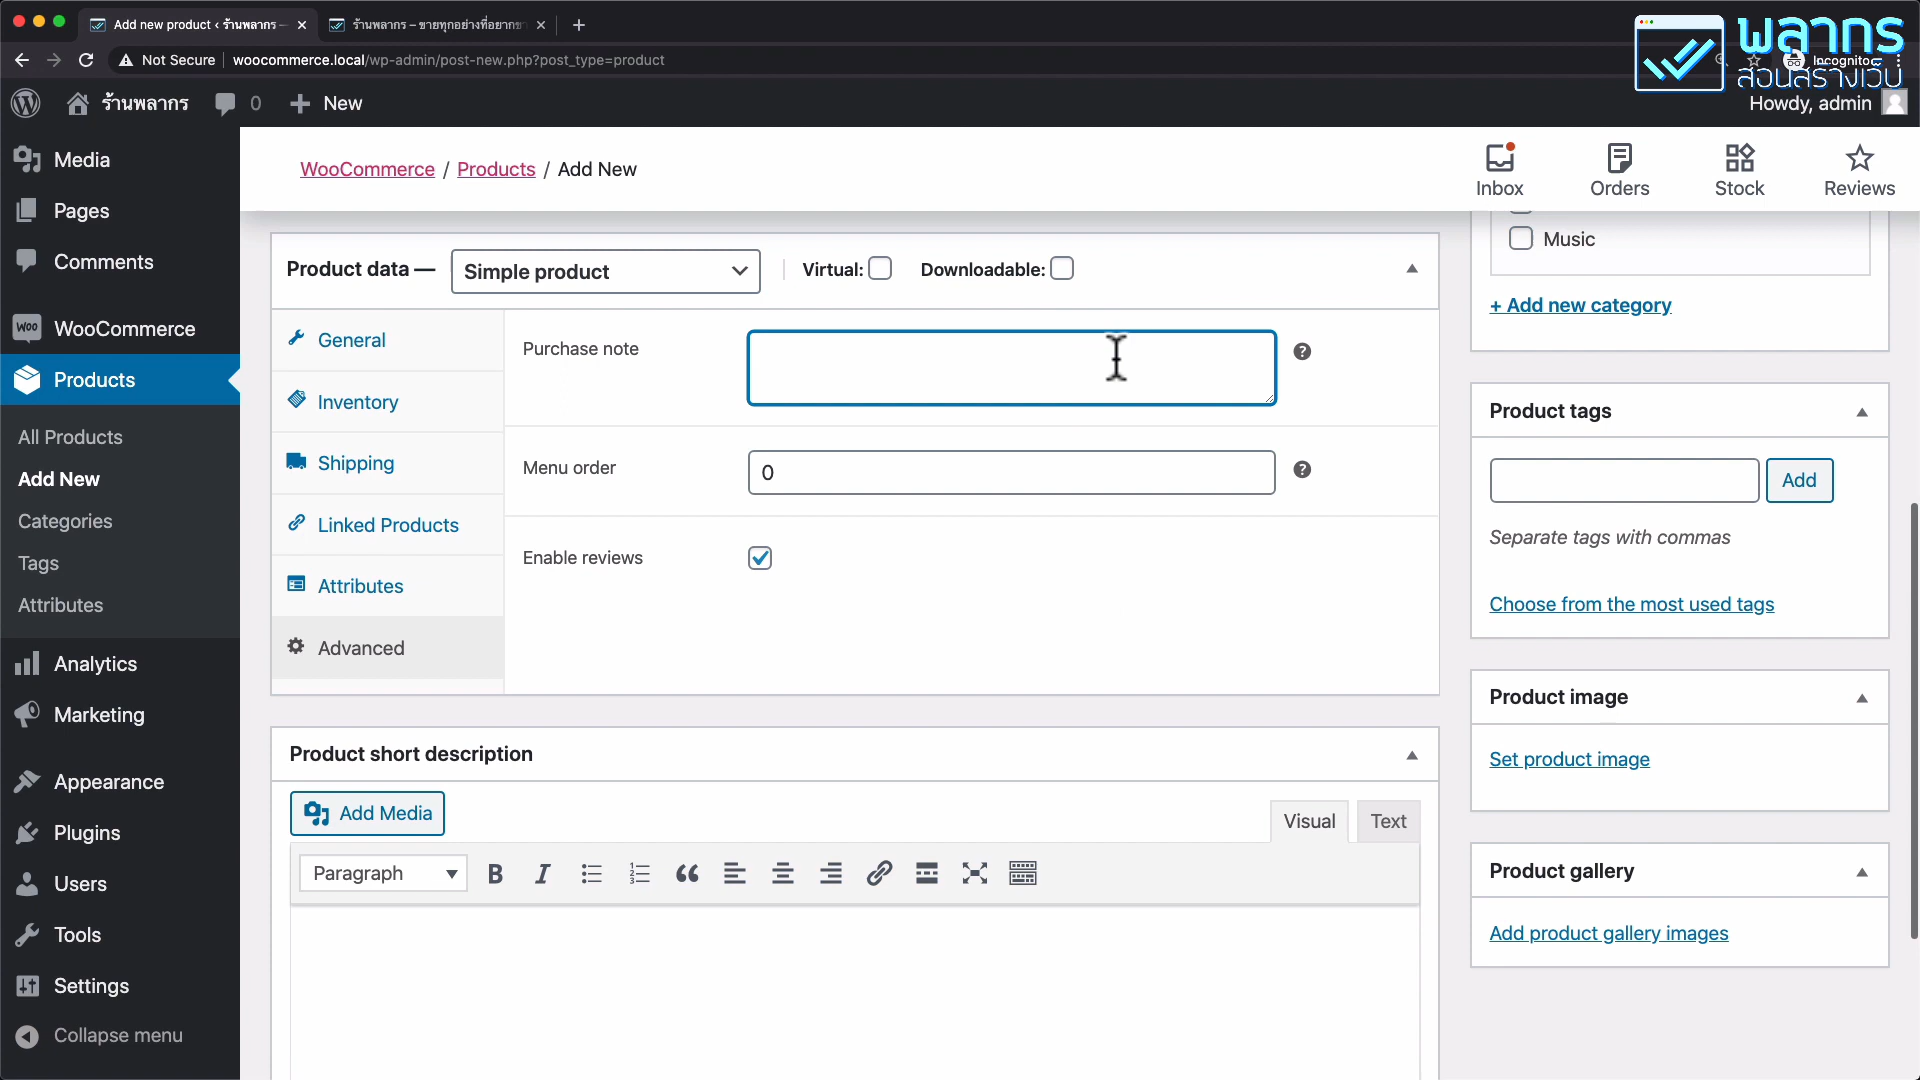 Add new product ‹ ร้านพลากร –
ร้านพลากร – ขายทุกอย่างที่อยากขา
พลากร
สอนสร้างเว็บ
Not Secure
woocommerce.local/wp-admin/post-new.php?post_type=product
Incognito
ร้านพลากร
0
New
Howdy, admin
Media
Pages
Comments
WooCommerce
Products
All Products
Add New
Categories
Tags
Attributes
Analytics
Marketing
Appearance
Plugins
Users
Tools
Settings
Collapse menu
WooCommerce / Products / Add New
Inbox
Orders
Stock
Reviews
Product data —
Simple product
Virtual:
Downloadable:
General
Inventory
Shipping
Linked Products
Attributes
Advanced
Purchase note
Menu order
0
Enable reviews
Product short description
Add Media
Visual
Text
Paragraph
Music
+ Add new category
Product tags
Add
Separate tags with commas
Choose from the most used tags
Product image
Set product image
Product gallery
Add product gallery images